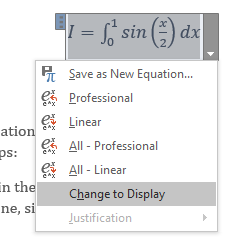 I = ∫₀¹ sin (x/2) dx
Save as New Equation...
Professional
Linear
ation
All - Professional
ps:
All - Linear
in the
Change to Display
ne, si
Justification